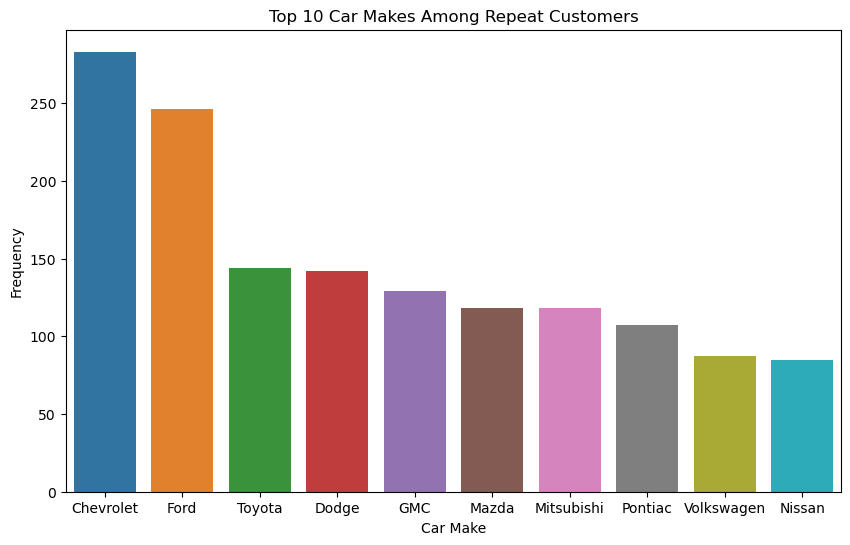 Top 10 Car Makes Among Repeat Customers
Frequency
250
200
150
100
50
0
Chevrolet Ford Toyota Dodge GMC Mazda Mitsubishi Pontiac Volkswagen Nissan
Car Make